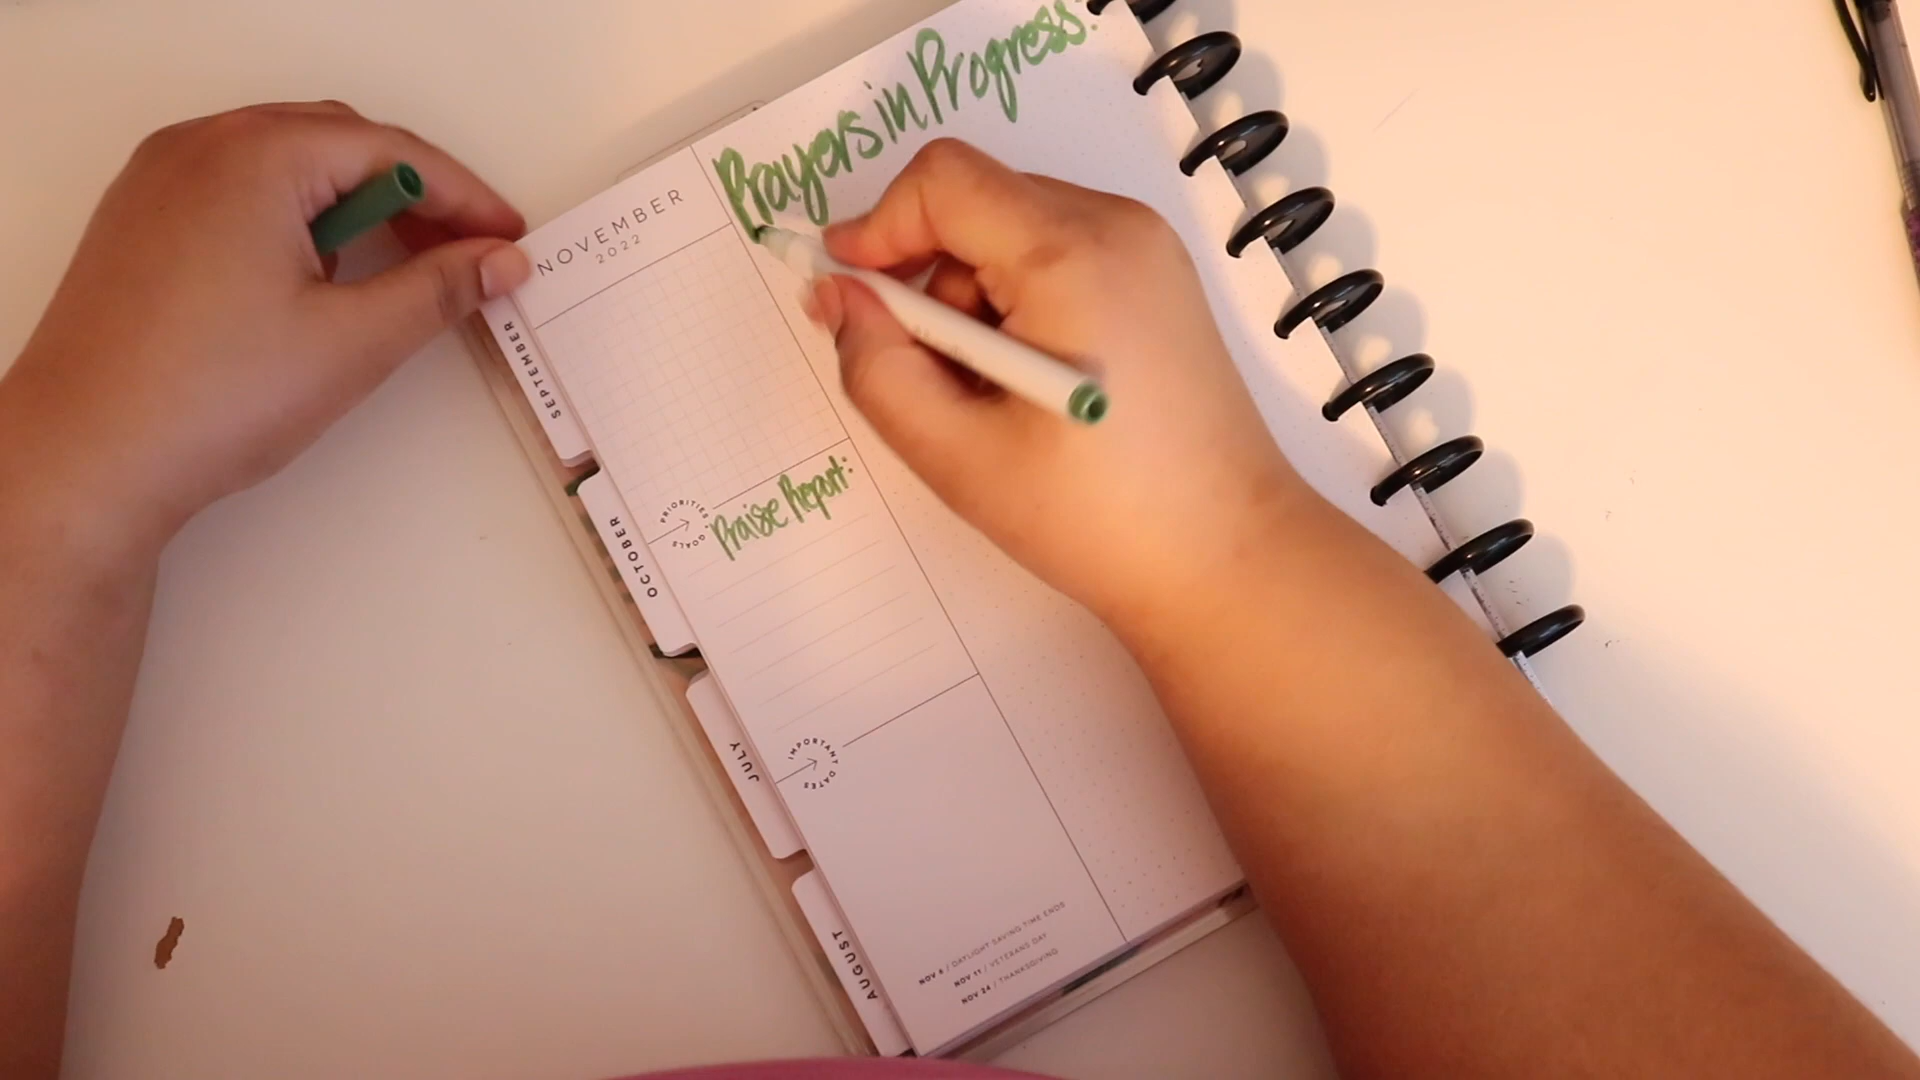 Prayers in Progress:
NOVEMBER
2022
SEPTEMBER
PRIORITIES + GOALS
Praise Report:
OCTOBER
JULY
IMPORTANT DATES
AUGUST
NOV 6 / DAYLIGHT SAVING TIME ENDS
NOV 11 / VETERANS DAY
NOV 24 / THANKSGIVING